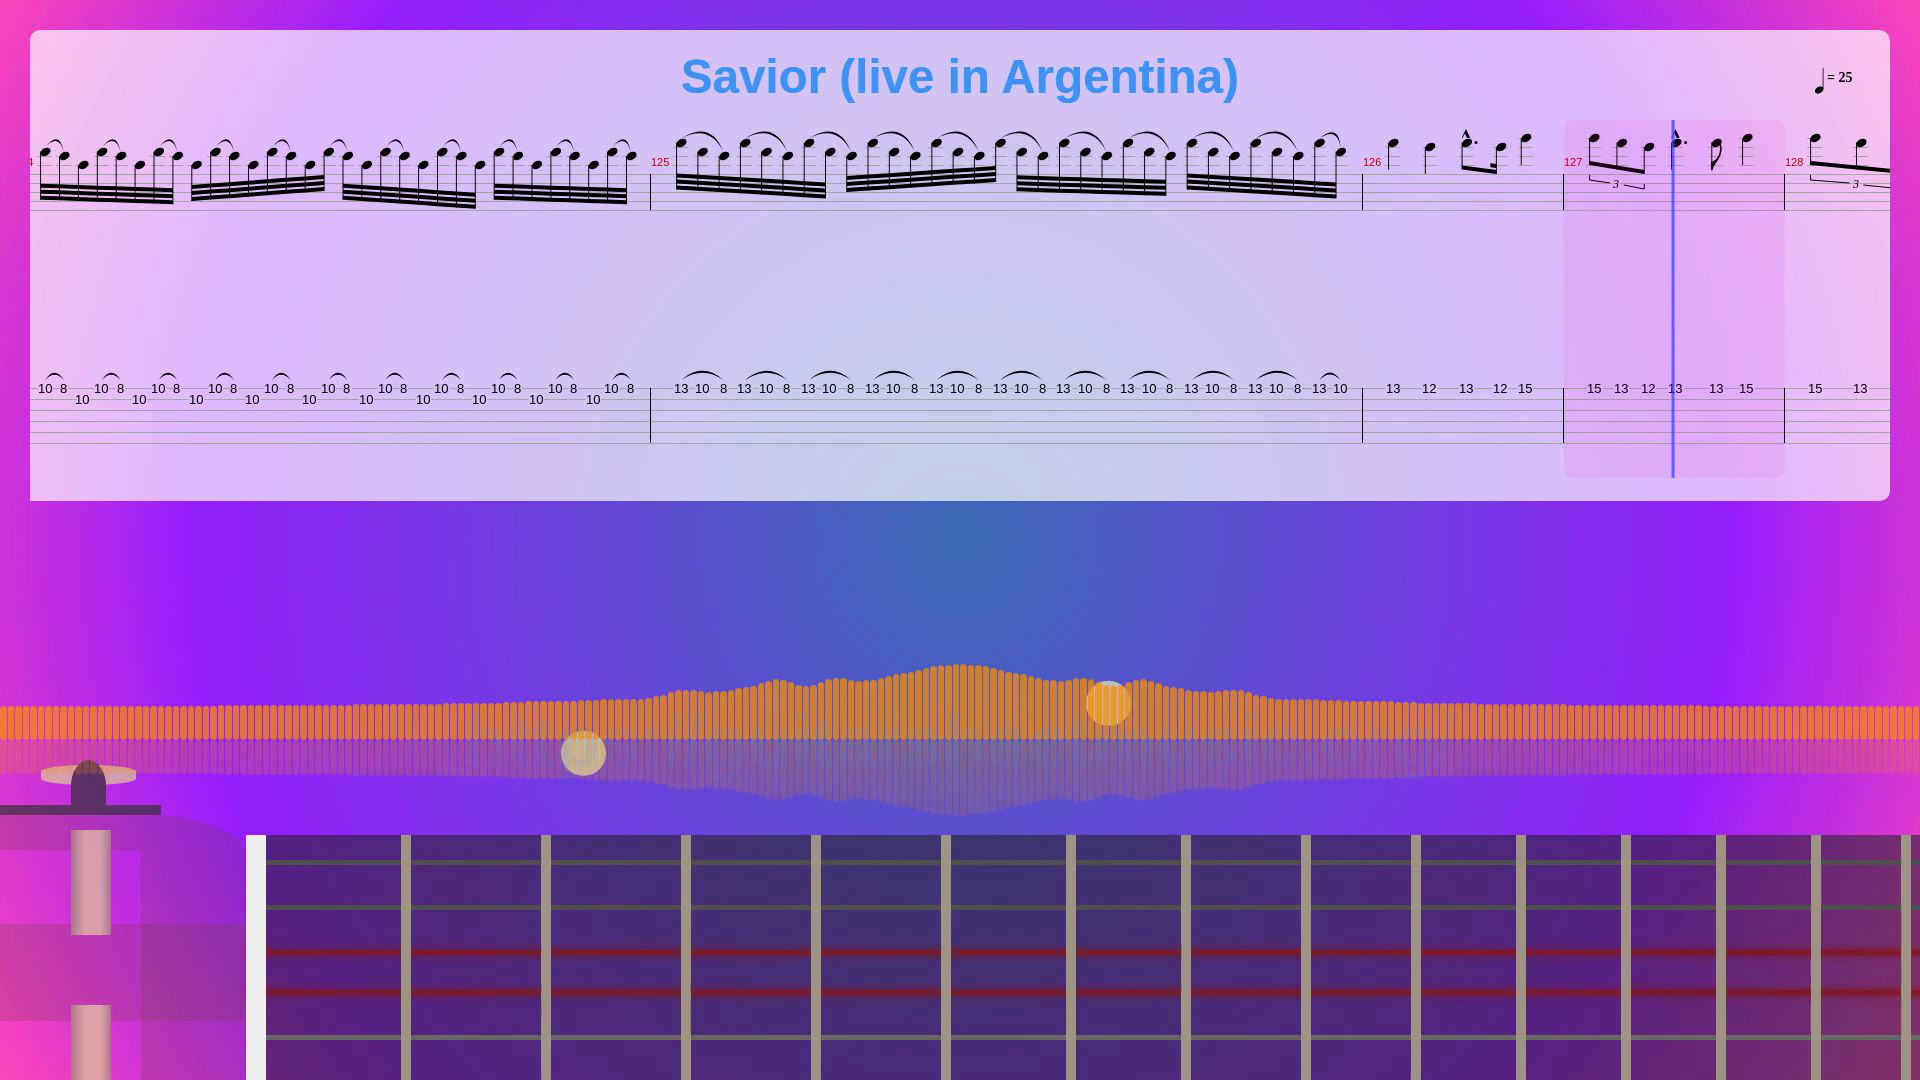 Savior (live in Argentina)
= 25
4 125 126 127 128
3 3
10 8 10 8 10 8 10 8 10 8 10 8 10 8 10 8 10 8 10 8 10 8 13 10 8 13 10 8 13 10 8 13 10 8 13 10 8 13 10 8 13 10 8 13 10 8 13 10 8 13 10 8 13 10 13 12 13 12 15 15 13 12 13 13 15 15 13
10 10 10 10 10 10 10 10 10 10